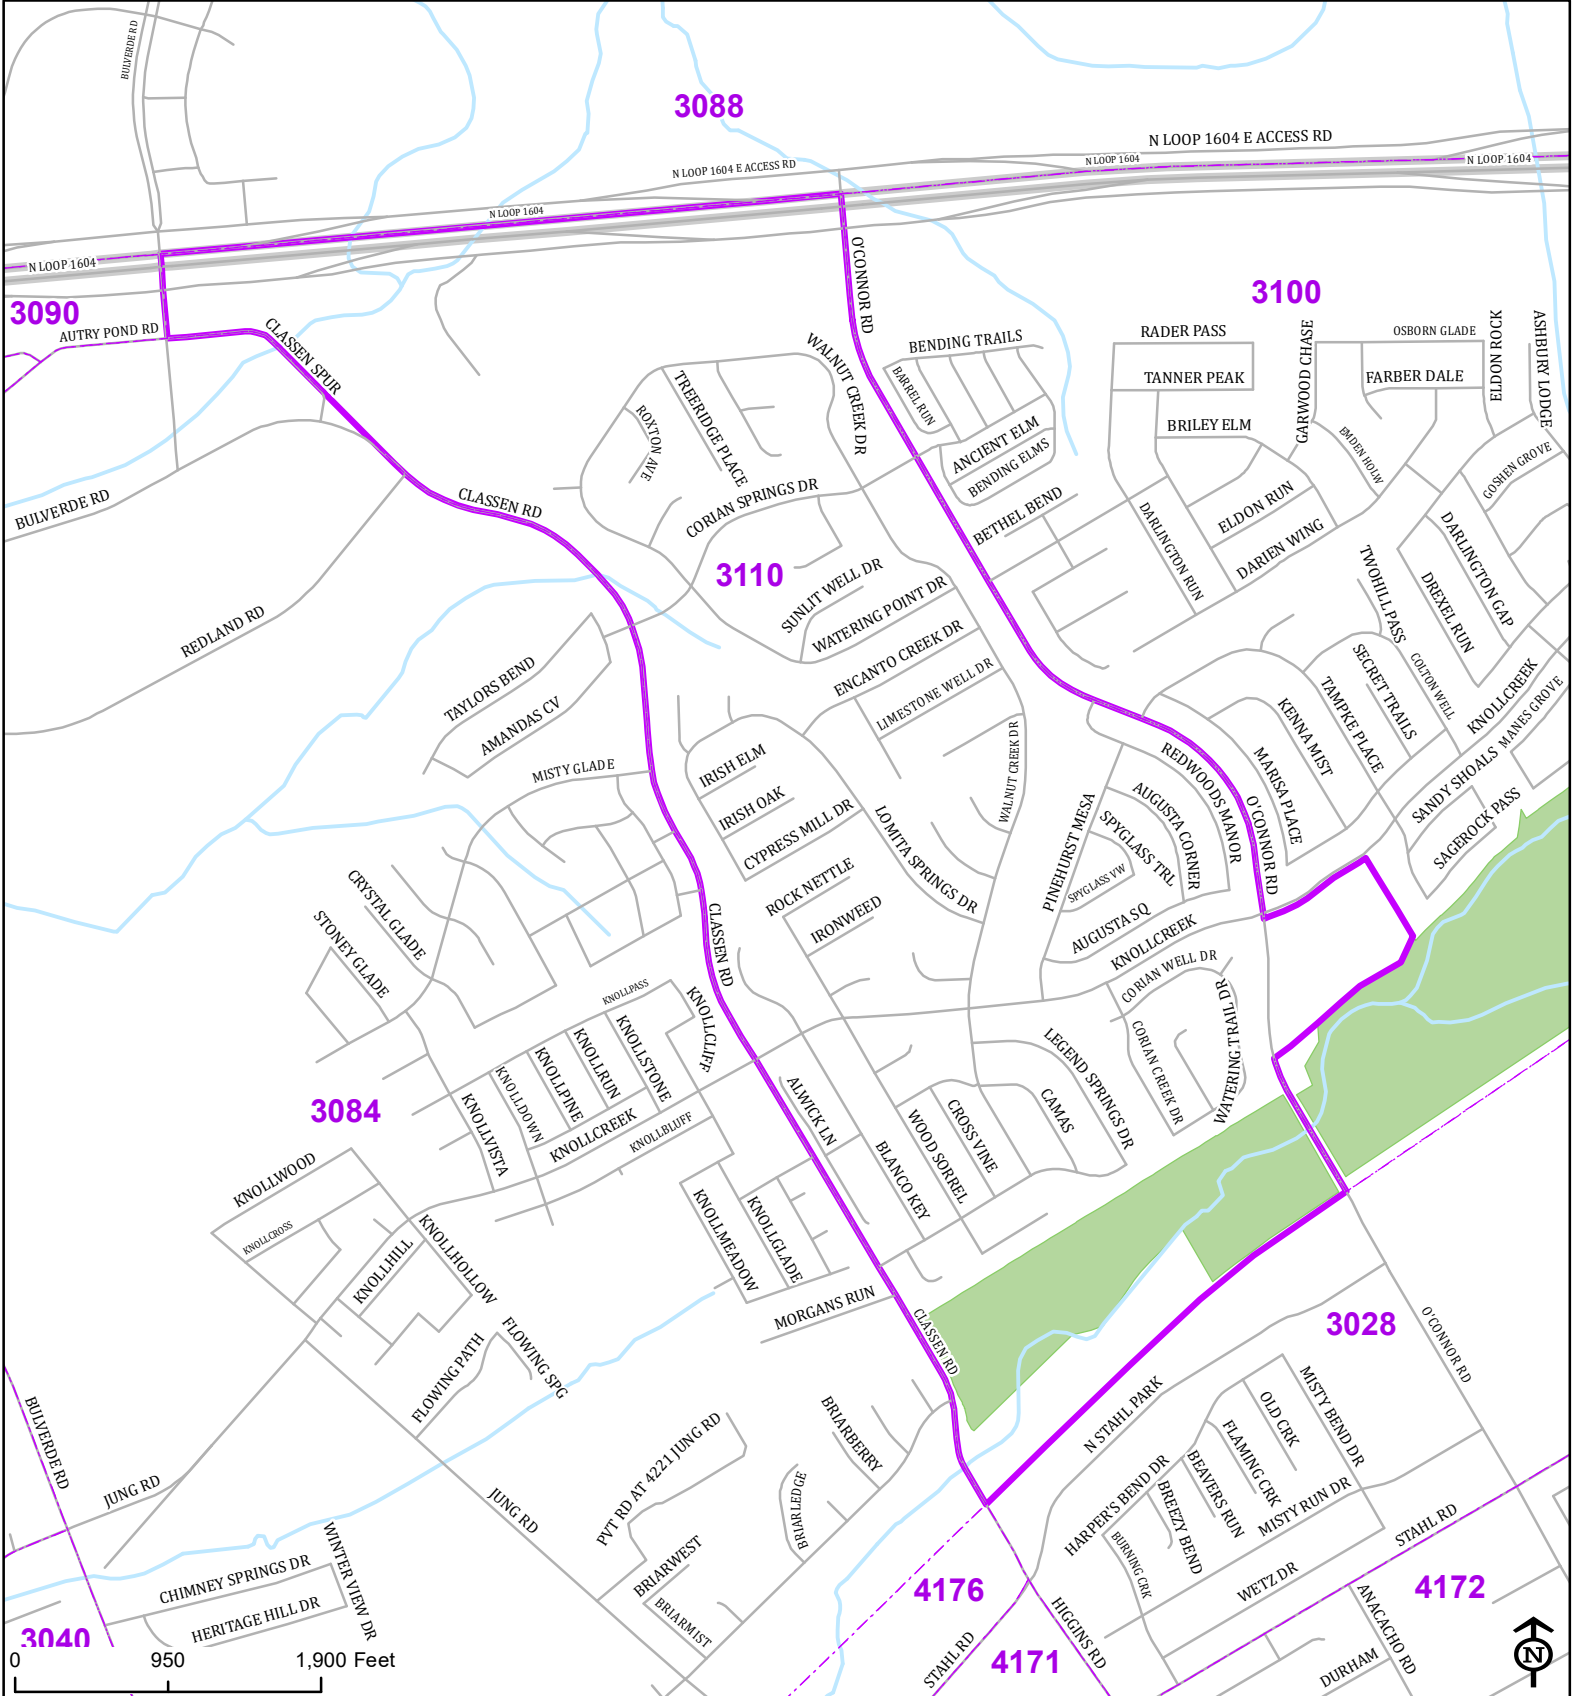 BULVERDE RD
3088
N LOOP 1604 E ACCESS RD
N LOOP 1604 E ACCESS RD
N LOOP 1604
N LOOP 1604
N LOOP 1604
N LOOP 1604
3090
AUTRY POND RD
CLASSEN SPUR
O'CONNOR RD
3100
WALNUT CREEK DR
BENDING TRAILS
BARREL RUN
RADER PASS
TANNER PEAK
GARWOOD CHASE
OSBORN GLADE
FARBER DALE
ELDON ROCK
ASHBURY LODGE
ROXTON AVE
TREERIDGE PLACE
ANCIENT ELM
BENDING ELMS
BRILEY ELM
EMDEN HOLW
GOSHEN GROVE
BULVERDE RD
CLASSEN RD
CORIAN SPRINGS DR
BETHEL BEND
DARLINGTON RUN
ELDON RUN
DARIEN WING
DARLINGTON GAP
TWOHILL PASS
DREXEL RUN
3110
SUNLIT WELL DR
WATERING POINT DR
REDLAND RD
ENCANTO CREEK DR
LIMESTONE WELL DR
TAYLORS BEND
AMANDAS CV
SECRET TRAILS
COLTON WELL
TAMPKE PLACE
KENNA MIST
KNOLLCREEK
MANES GROVE
MISTY GLADE
IRISH ELM
IRISH OAK
CYPRESS MILL DR
LOMITA SPRINGS DR
WALNUT CREEK DR
PINEHURST MESA
REDWOODS MANOR
MARISA PLACE
O'CONNOR RD
AUGUSTA CORNER
SPYGLASS TRL
SPYGLASS VW
AUGUSTA SQ
SANDY SHOALS
SAGEROCK PASS
CRYSTAL GLADE
STONEY GLADE
ROCK NETTLE
IRONWEED
CLASSEN RD
KNOLLCREEK
CORIAN WELL DR
WATERING TRAIL DR
CORIAN CREEK DR
KNOLLPASS
KNOLLCLIFF
KNOLLSTONE
KNOLLRUN
KNOLLPINE
KNOLLDOWN
KNOLLVISTA
KNOLLCREEK
KNOLLBLUFF
3084
LEGEND SPRINGS DR
CAMAS
CROSS VINE
WOOD SORREL
BLANCO KEY
ALWICK LN
KNOLLWOOD
KNOLLCROSS
KNOLLHILL
KNOLLHOLLOW
KNOLLMEADOW
KNOLLGLADE
MORGANS RUN
FLOWING PATH
FLOWING SPG
CLASSEN RD
3028
O'CONNOR RD
N STAHL PARK
MISTY BEND DR
OLD CRK
FLAMING CRK
BEAVERS RUN
BREEZY BEND
HARPER'S BEND DR
BURNING CRK
MISTY RUN DR
WETZ DR
STAHL RD
BRIARBERRY
BRIARLEDGE
PVT RD AT 4221 JUNG RD
BRIARWEST
BRIARMIST
JUNG RD
JUNG RD
BULVERDE RD
WINTER VIEW DR
CHIMNEY SPRINGS DR
HERITAGE HILL DR
3040
4176
4172
4171
STAHL RD
HIGGINS RD
ANACACHO RD
DURHAM
0 950 1,900 Feet
N